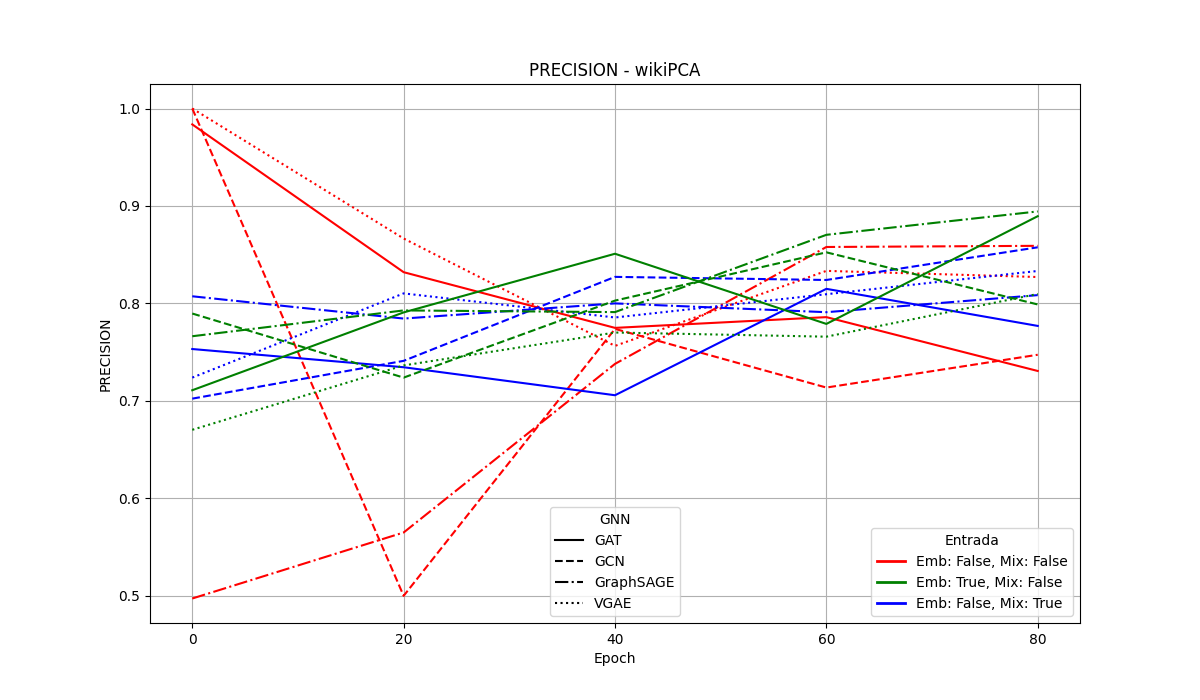 PRECISION - wikiPCA
PRECISION
1.0
0.9
0.8
0.7
0.6
0.5
0
20
40
60
80
Epoch
GNN
GAT
GCN
GraphSAGE
VGAE
Entrada
Emb: False, Mix: False
Emb: True, Mix: False
Emb: False, Mix: True